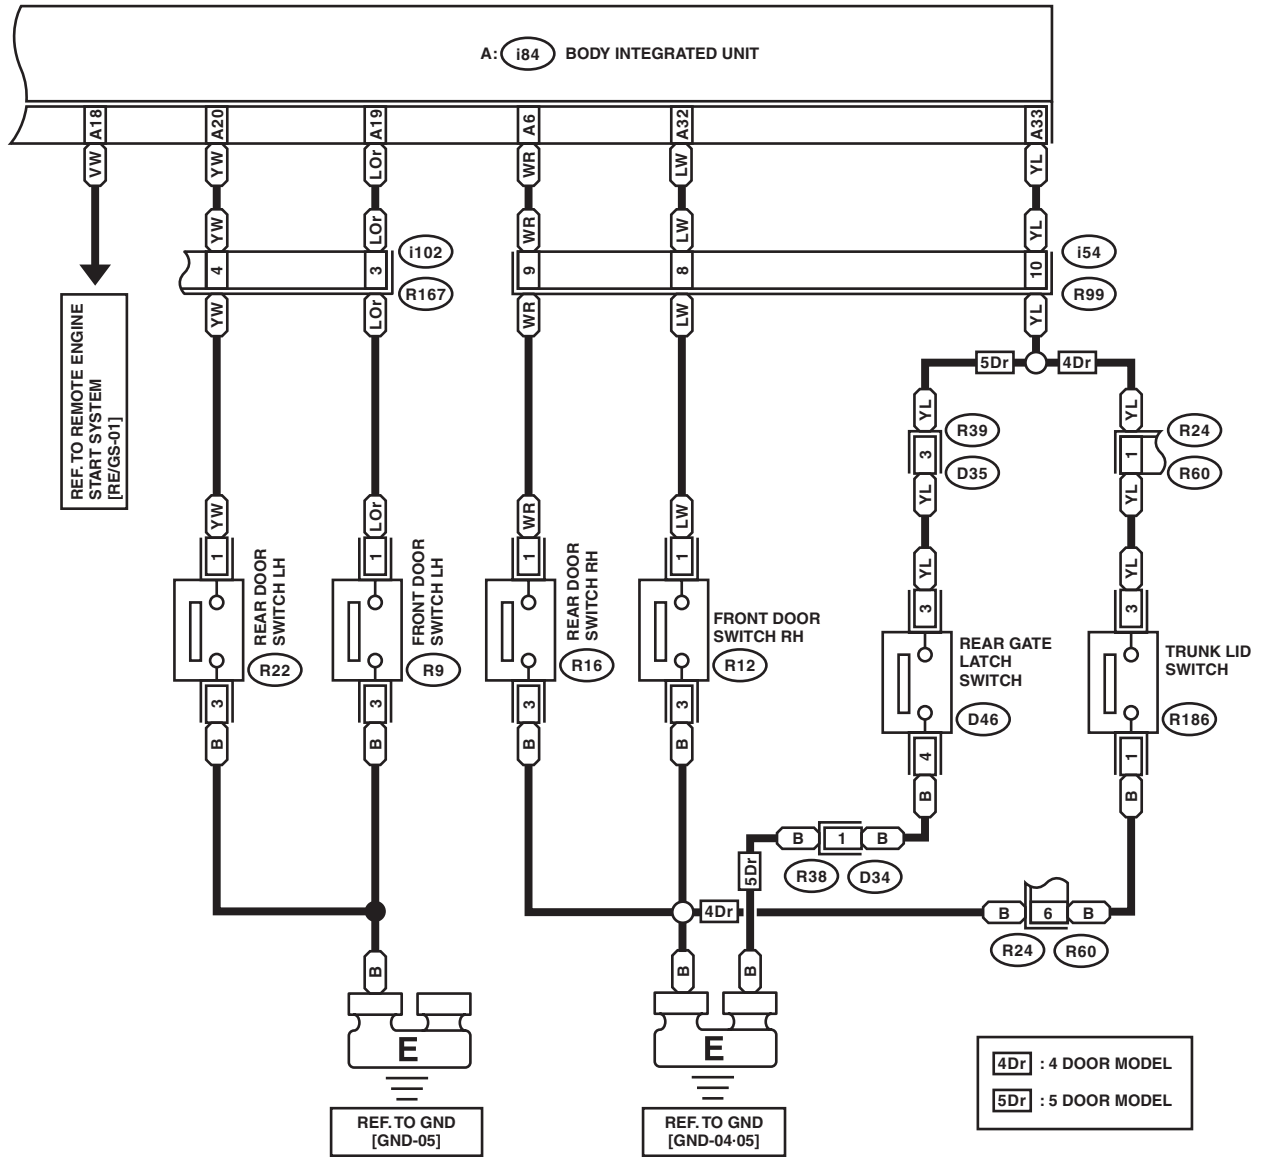 A: i84 BODY INTEGRATED UNIT
A18 A20 A19 A6 A32 A33
VW YW LOr WR LW YL
YW LOr WR LW YL
4 3 i102 9 8 10 i54
R167 R99
YW LOr WR LW YL
REF. TO REMOTE ENGINE
START SYSTEM
[RE/GS-01]
5Dr 4Dr
YL YL
3 R39 1 R24
D35 R60
YL YL
YW LOr WR LW
1 1 1 1
YL YL
3 3
REAR DOOR
SWITCH LH
R22
FRONT DOOR
SWITCH LH
R9
REAR DOOR
SWITCH RH
R16
FRONT DOOR
SWITCH RH
R12
REAR GATE
LATCH
SWITCH
D46
TRUNK LID
SWITCH
R186
3 3 3 3
B B B B
4 1
B B
B 1 B
R38 D34
5Dr
4Dr
B 6 B
R24 R60
B B B
E E
REF. TO GND
[GND-05]
REF. TO GND
[GND-04·05]
4Dr : 4 DOOR MODEL
5Dr : 5 DOOR MODEL